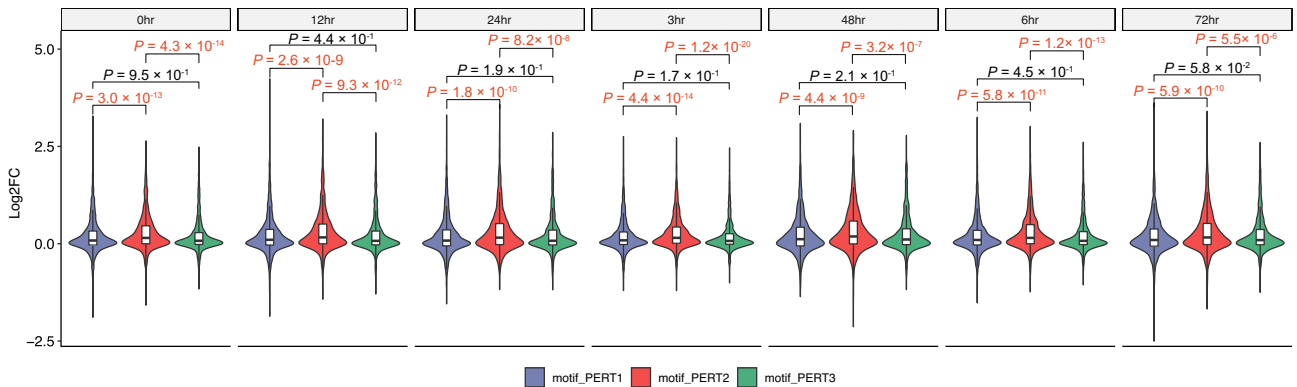 0hr 12hr 24hr 3hr 48hr 6hr 72hr
5.0
2.5
0.0
−2.5
Log2FC
P = 4.3 × 10⁻¹⁴
P = 9.5 × 10⁻¹
P = 3.0 × 10⁻¹³
P = 4.4 × 10⁻¹
P = 2.6 × 10-9
P = 9.3 × 10⁻¹²
P = 8.2× 10⁻⁸
P = 1.9 × 10⁻¹
P = 1.8 × 10⁻¹⁰
P = 1.2× 10⁻²⁰
P = 1.7 × 10⁻¹
P = 4.4 × 10⁻¹⁴
P = 3.2× 10⁻⁷
P = 2.1 × 10⁻¹
P = 4.4 × 10⁻⁹
P = 1.2× 10⁻¹³
P = 4.5 × 10⁻¹
P = 5.8 × 10⁻¹¹
P = 5.5× 10⁻⁶
P = 5.8 × 10⁻²
P = 5.9 × 10⁻¹⁰
motif_PERT1 motif_PERT2 motif_PERT3